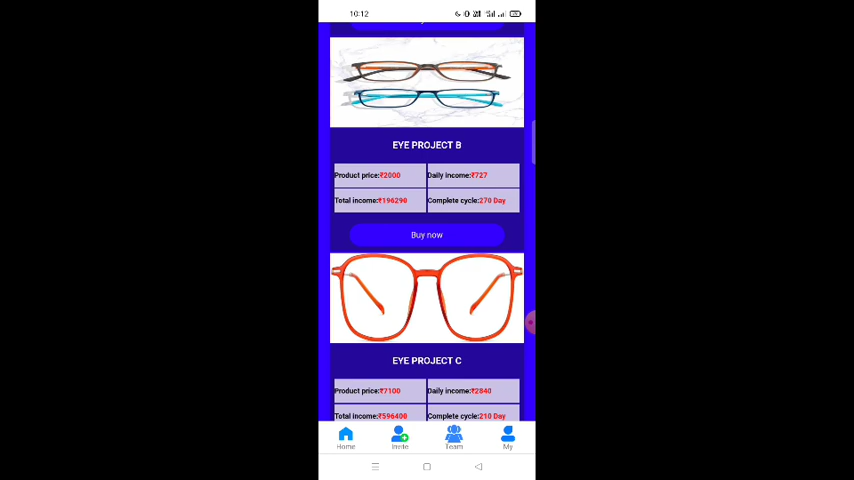 10:12
EYE PROJECT B
Product price:₹2000
Daily income:₹727
Total income:₹196290
Complete cycle:270 Day
Buy now
EYE PROJECT C
Product price:₹7100
Daily income:₹2840
Total income:₹596400
Complete cycle:210 Day
Home
Invite
Team
My